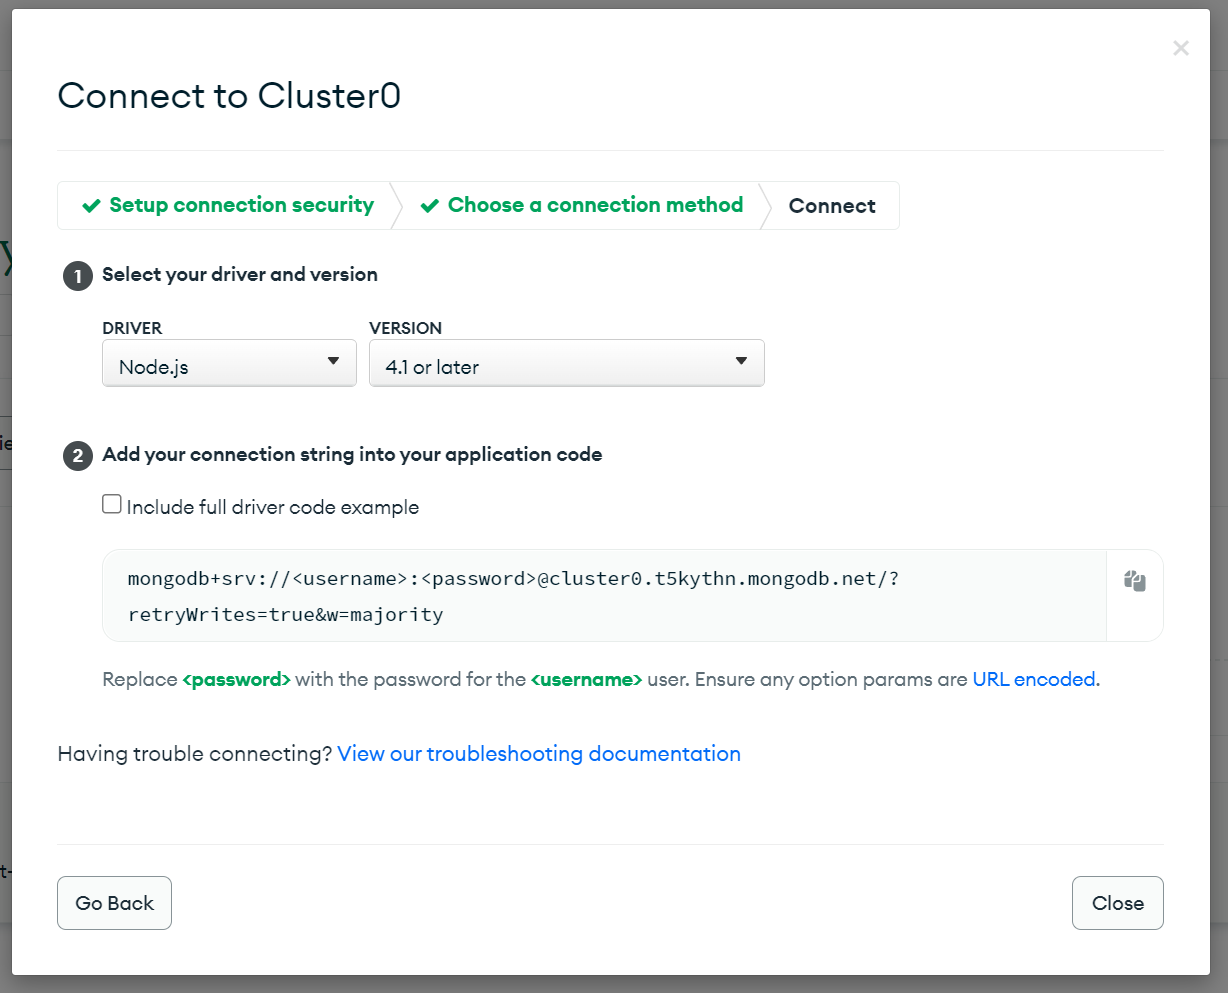 Connect to Cluster0
Setup connection security
Choose a connection method
Connect
1 Select your driver and version
DRIVER
VERSION
Node.js
4.1 or later
2 Add your connection string into your application code
Include full driver code example
mongodb+srv://<username>:<password>@cluster0.t5kythn.mongodb.net/?
retryWrites=true&w=majority
Replace <password> with the password for the <username> user. Ensure any option params are URL encoded.
Having trouble connecting? View our troubleshooting documentation
Go Back
Close